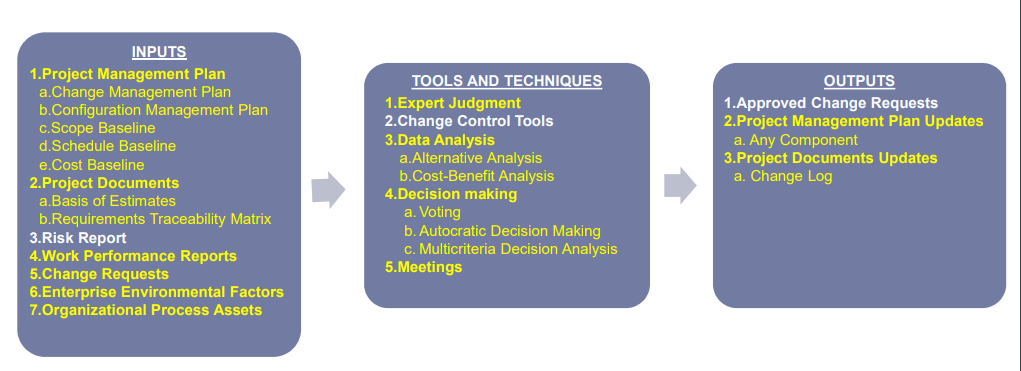 INPUTS
1.Project Management Plan
a.Change Management Plan
b.Configuration Management Plan
c.Scope Baseline
d.Schedule Baseline
e.Cost Baseline
2.Project Documents
a.Basis of Estimates
b.Requirements Traceability Matrix
3.Risk Report
4.Work Performance Reports
5.Change Requests
6.Enterprise Environmental Factors
7.Organizational Process Assets
TOOLS AND TECHNIQUES
1.Expert Judgment
2.Change Control Tools
3.Data Analysis
a.Alternative Analysis
b.Cost-Benefit Analysis
4.Decision making
a. Voting
b. Autocratic Decision Making
c. Multicriteria Decision Analysis
5.Meetings
OUTPUTS
1.Approved Change Requests
2.Project Management Plan Updates
a. Any Component
3.Project Documents Updates
a. Change Log